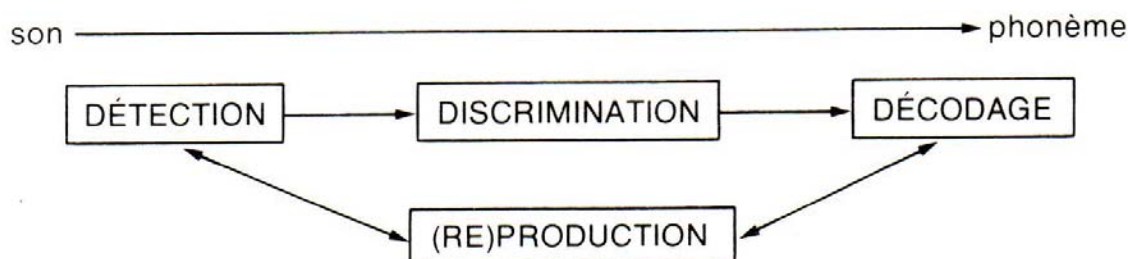 son phonème
DÉTECTION DISCRIMINATION DÉCODAGE
(RE)PRODUCTION